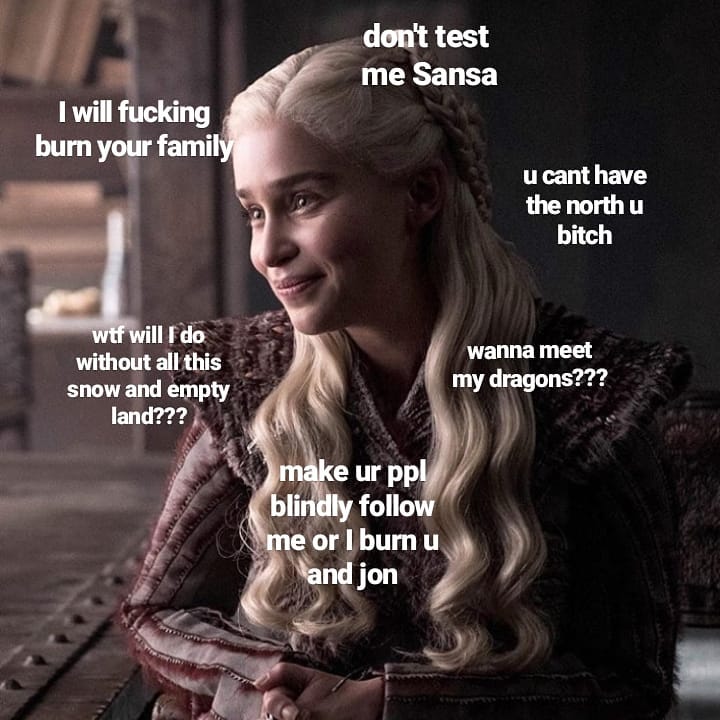 don't test
me Sansa
I will fucking
burn your family
u cant have
the north u
bitch
wtf will I do
without all this
snow and empty
land???
wanna meet
my dragons???
make ur ppl
blindly follow
me or I burn u
and jon